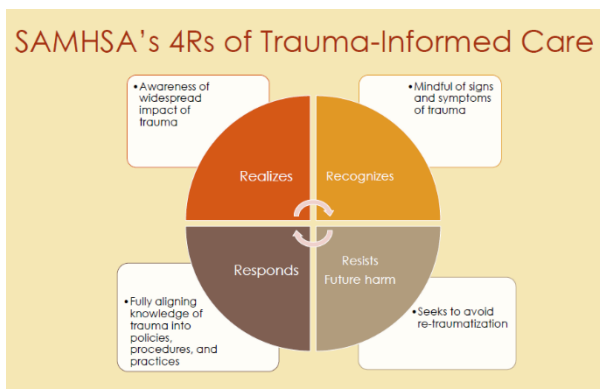 SAMHSA's 4Rs of Trauma-Informed Care
•Awareness of
widespread
impact of
trauma
•Mindful of signs
and symptoms
of trauma
Realizes
Recognizes
Responds
Resists
Future harm
•Fully aligning
knowledge of
trauma into
policies,
procedures, and
practices
•Seeks to avoid
re-traumatization